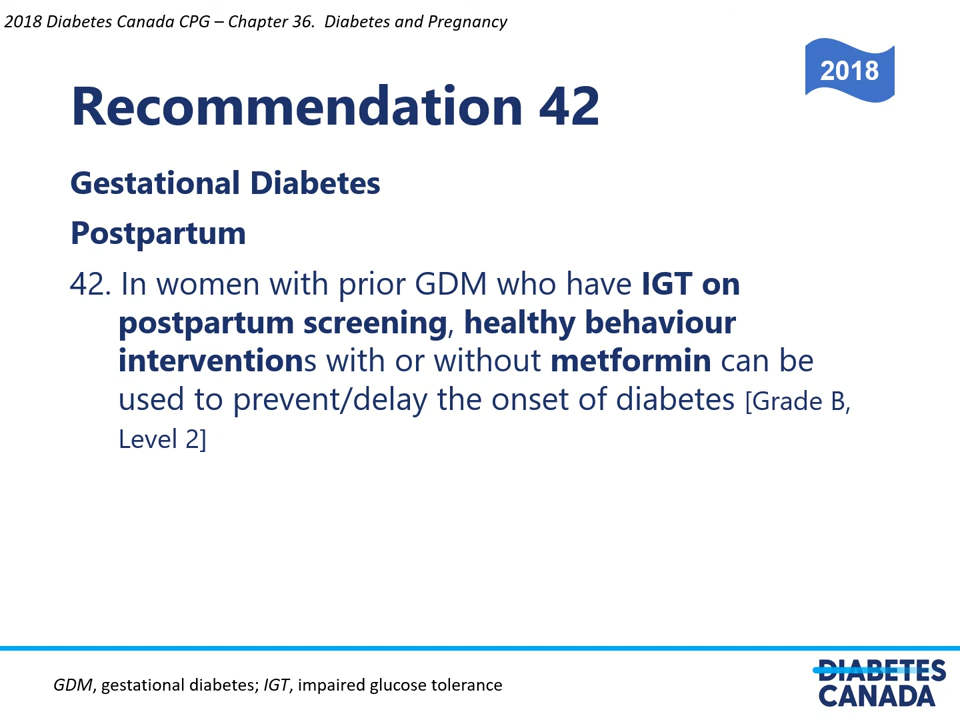 2018 Diabetes Canada CPG – Chapter 36. Diabetes and Pregnancy
2018
Recommendation 42
Gestational Diabetes
Postpartum
42. In women with prior GDM who have IGT on
postpartum screening, healthy behaviour
interventions with or without metformin can be
used to prevent/delay the onset of diabetes [Grade B,
Level 2]
GDM, gestational diabetes; IGT, impaired glucose tolerance
DIABETES
CANADA